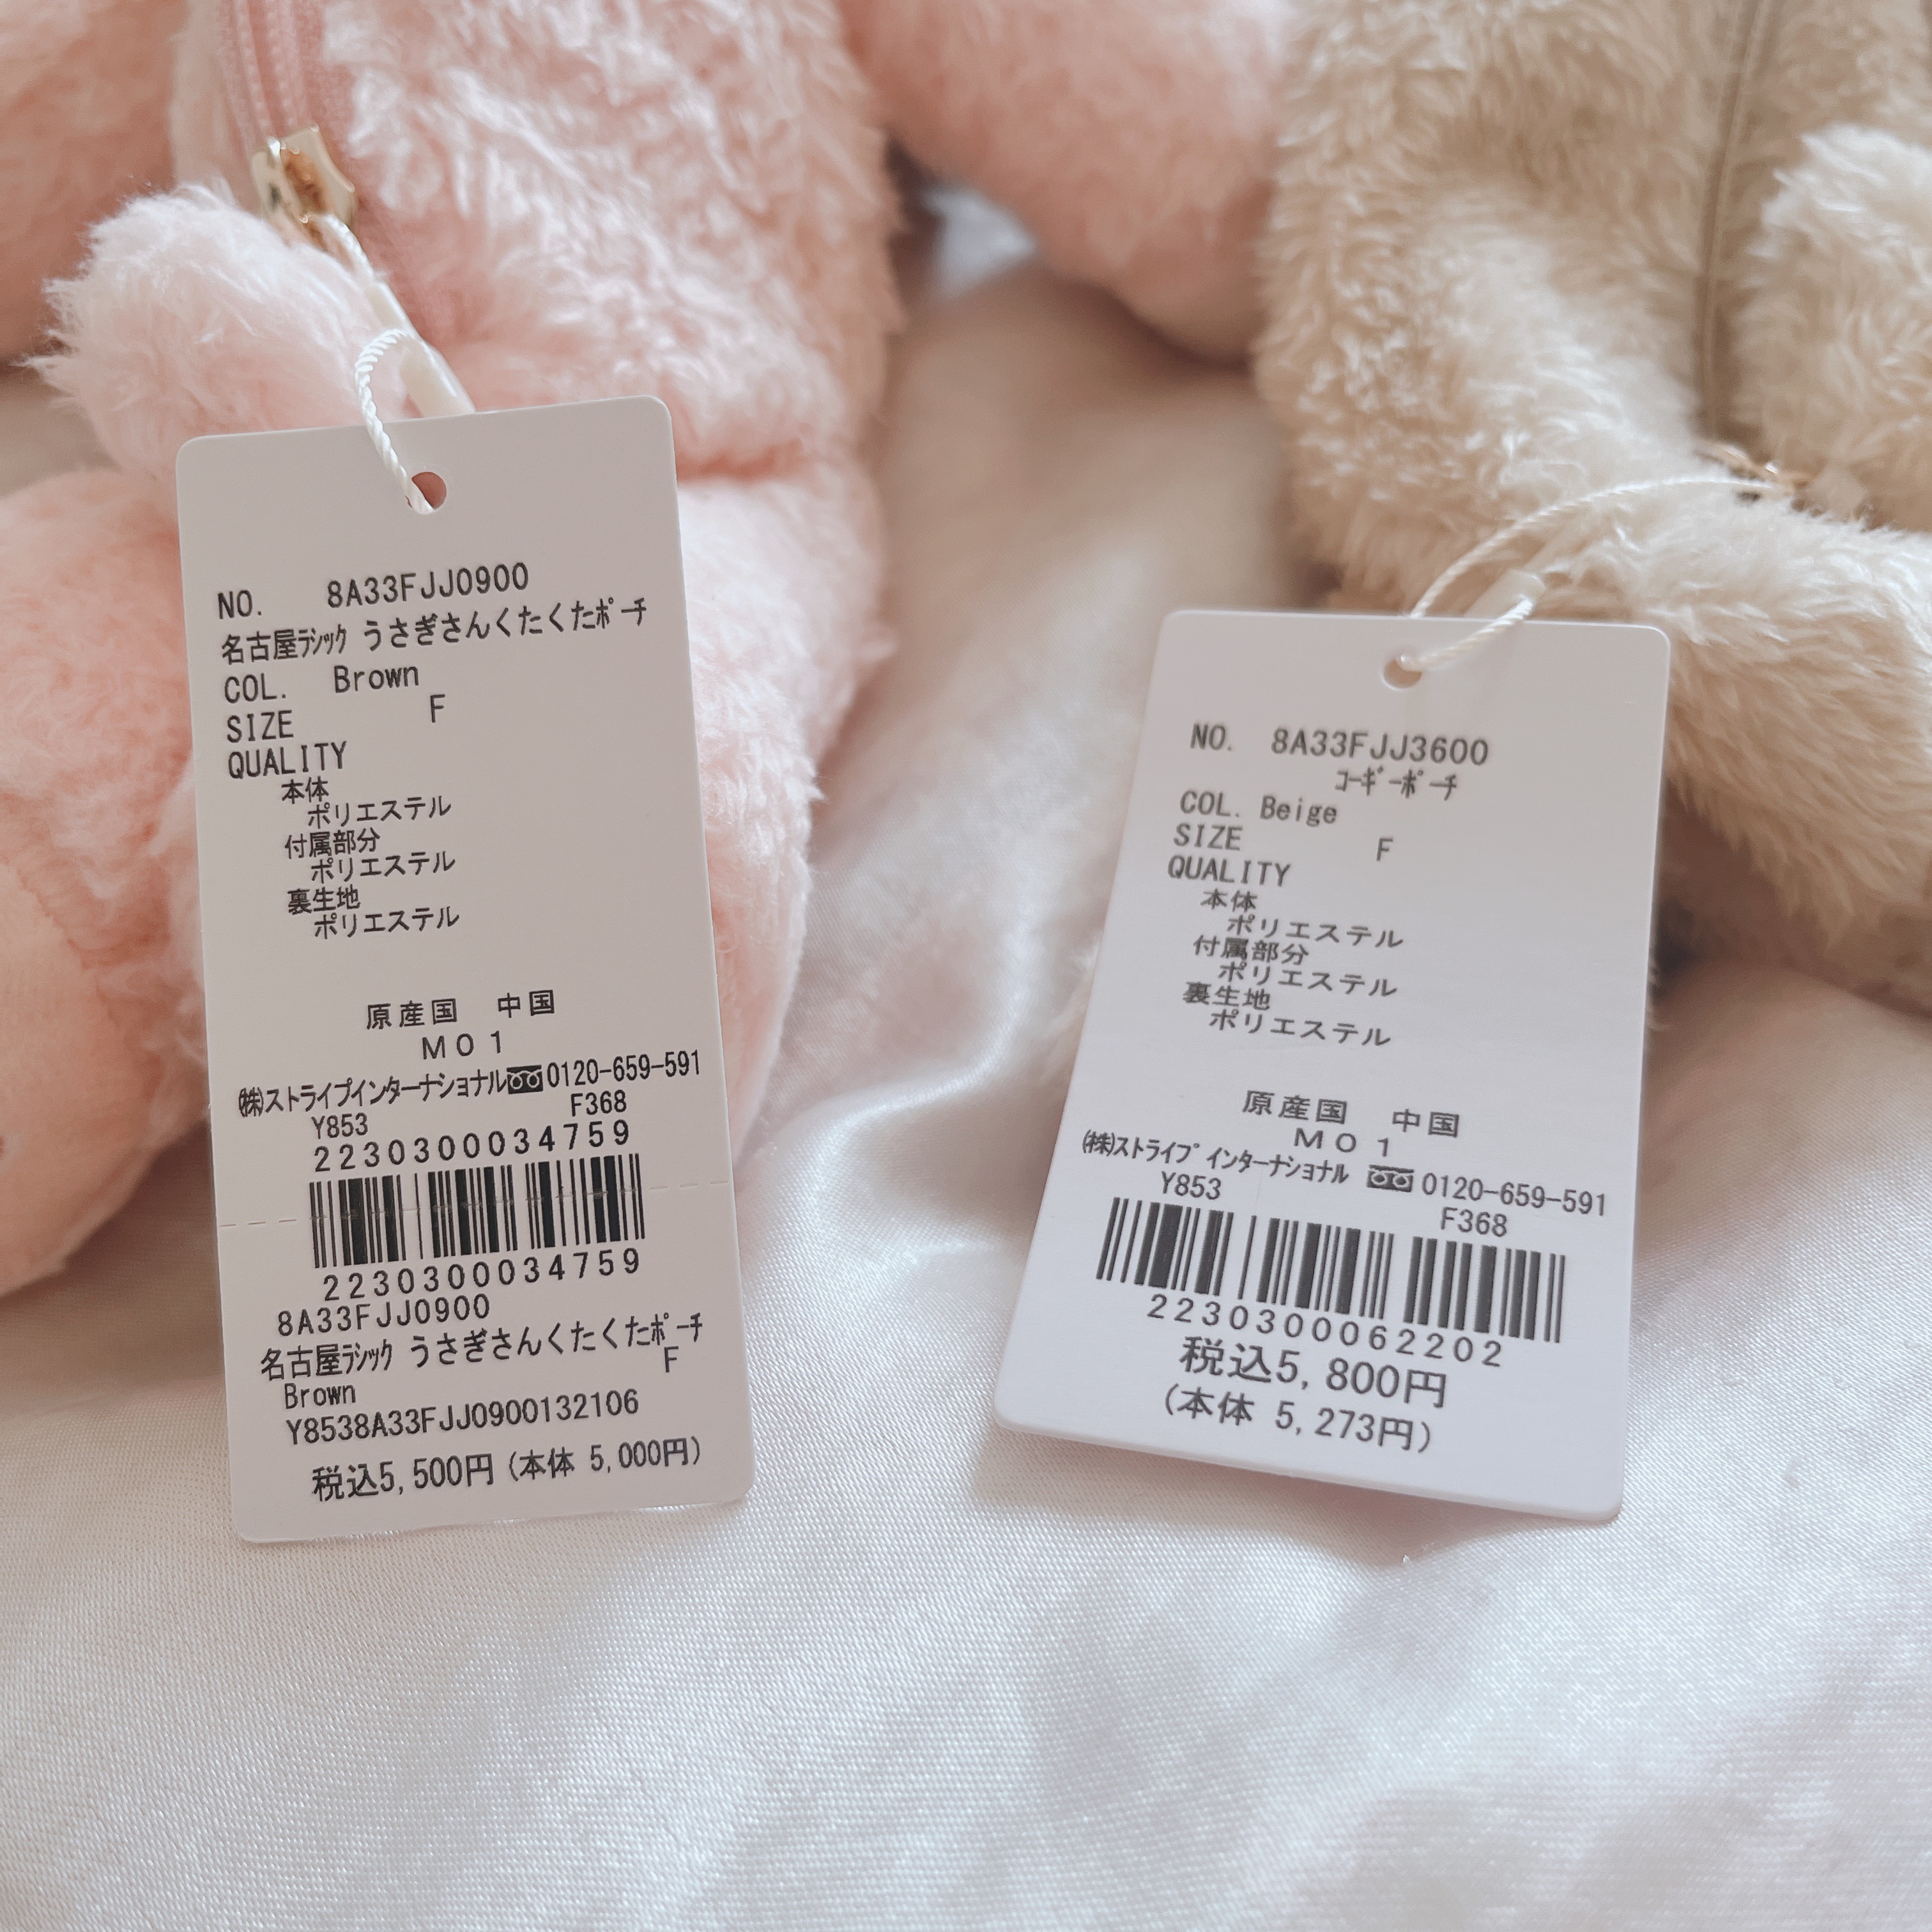 NO. 8A33FJJ0900
名古屋ﾗｼｯｸ うさぎさんくたくたﾎﾟｰﾁ
COL. Brown
SIZE F
QUALITY
本体
ポリエステル
付属部分
ポリエステル
裏生地
ポリエステル
原産国 中国
M01
㈱ストライプインターナショナル 0120-659-591
Y853 F368
2230300034759
2230300034759
8A33FJJ0900
名古屋ﾗｼｯｸ うさぎさんくたくたﾎﾟｰﾁ
Brown F
Y8538A33FJJ0900132106
税込5,500円(本体 5,000円)
NO. 8A33FJJ3600
ｺｰｷﾞｰﾎﾟｰﾁ
COL. Beige
SIZE F
QUALITY
本体
ポリエステル
付属部分
ポリエステル
裏生地
ポリエステル
原産国 中国
M01
㈱ストライプ インターナショナル 0120-659-591
Y853 F368
2230300062202
税込5,800円
(本体 5,273円)